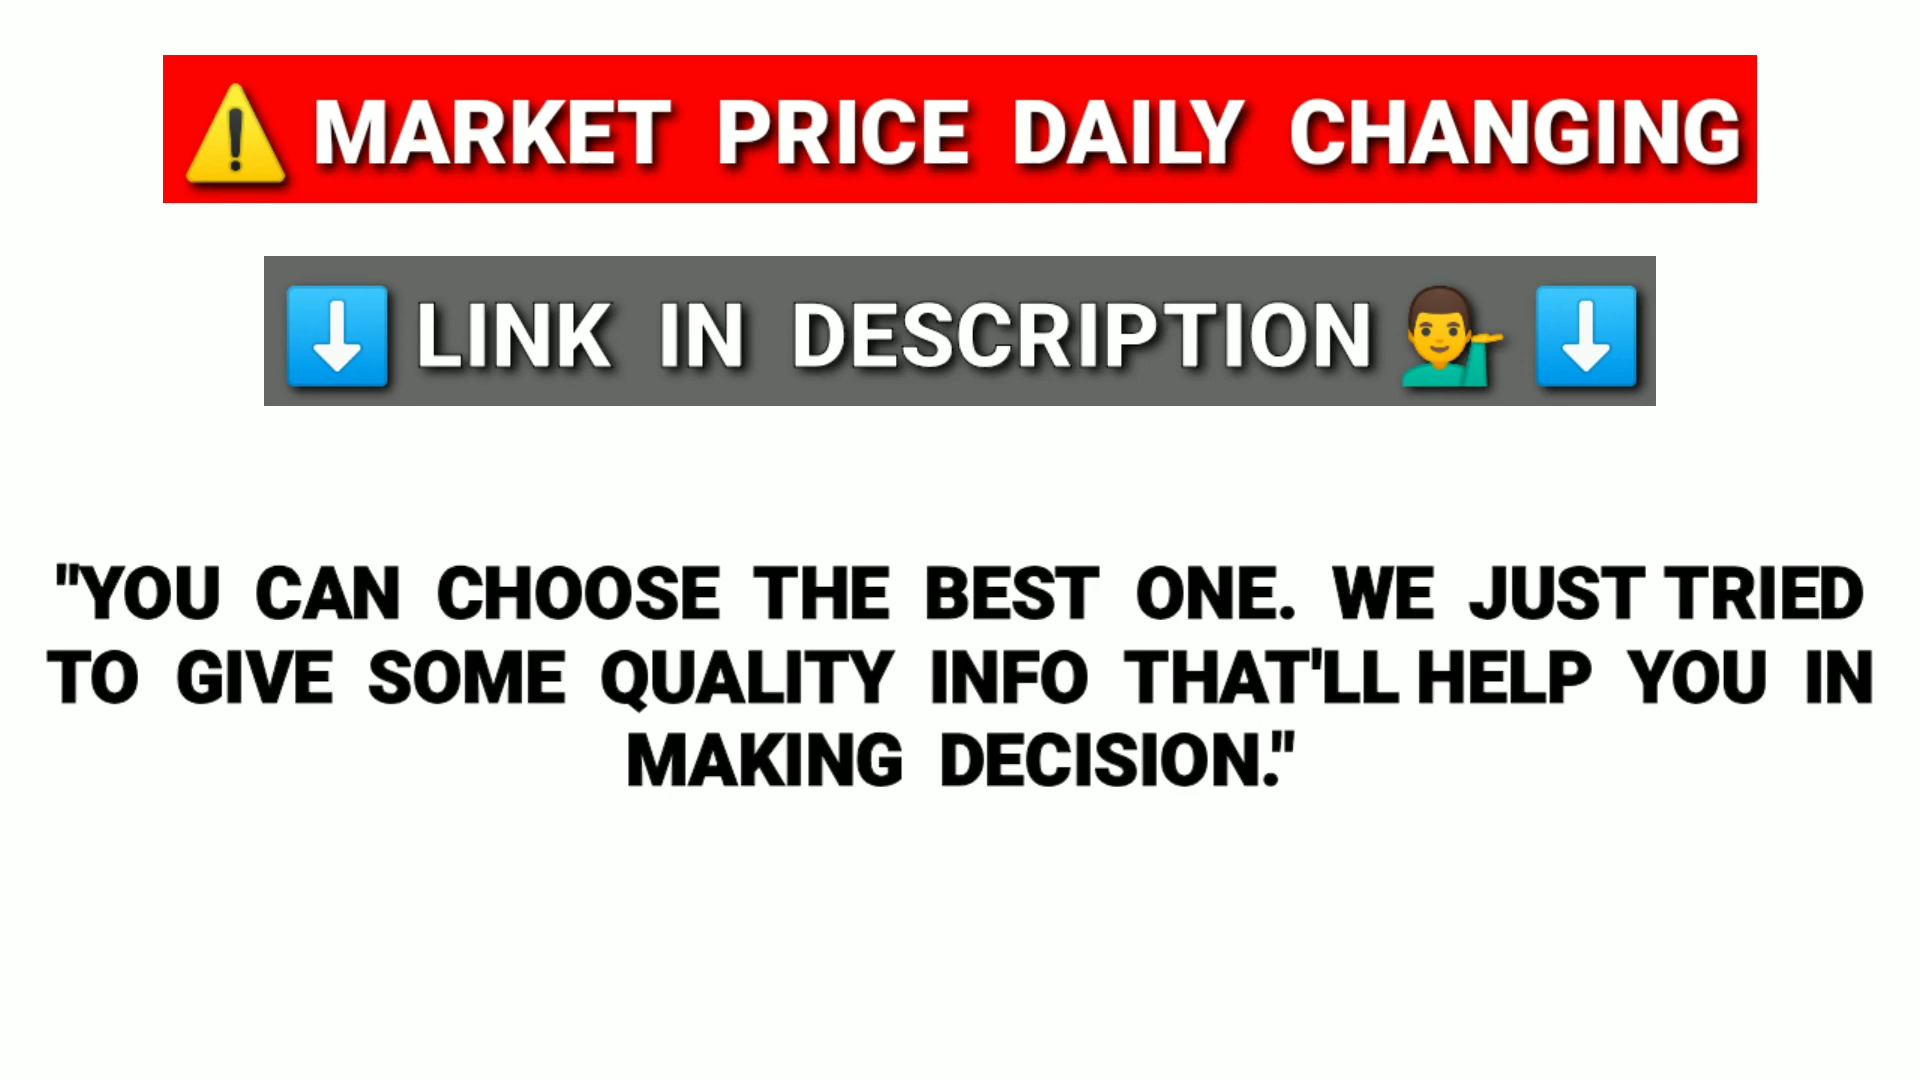 ⚠️ MARKET PRICE DAILY CHANGING
⬇️ LINK IN DESCRIPTION 💁‍♂️ ⬇️
"YOU CAN CHOOSE THE BEST ONE. WE JUST TRIED
TO GIVE SOME QUALITY INFO THAT'LL HELP YOU IN
MAKING DECISION."